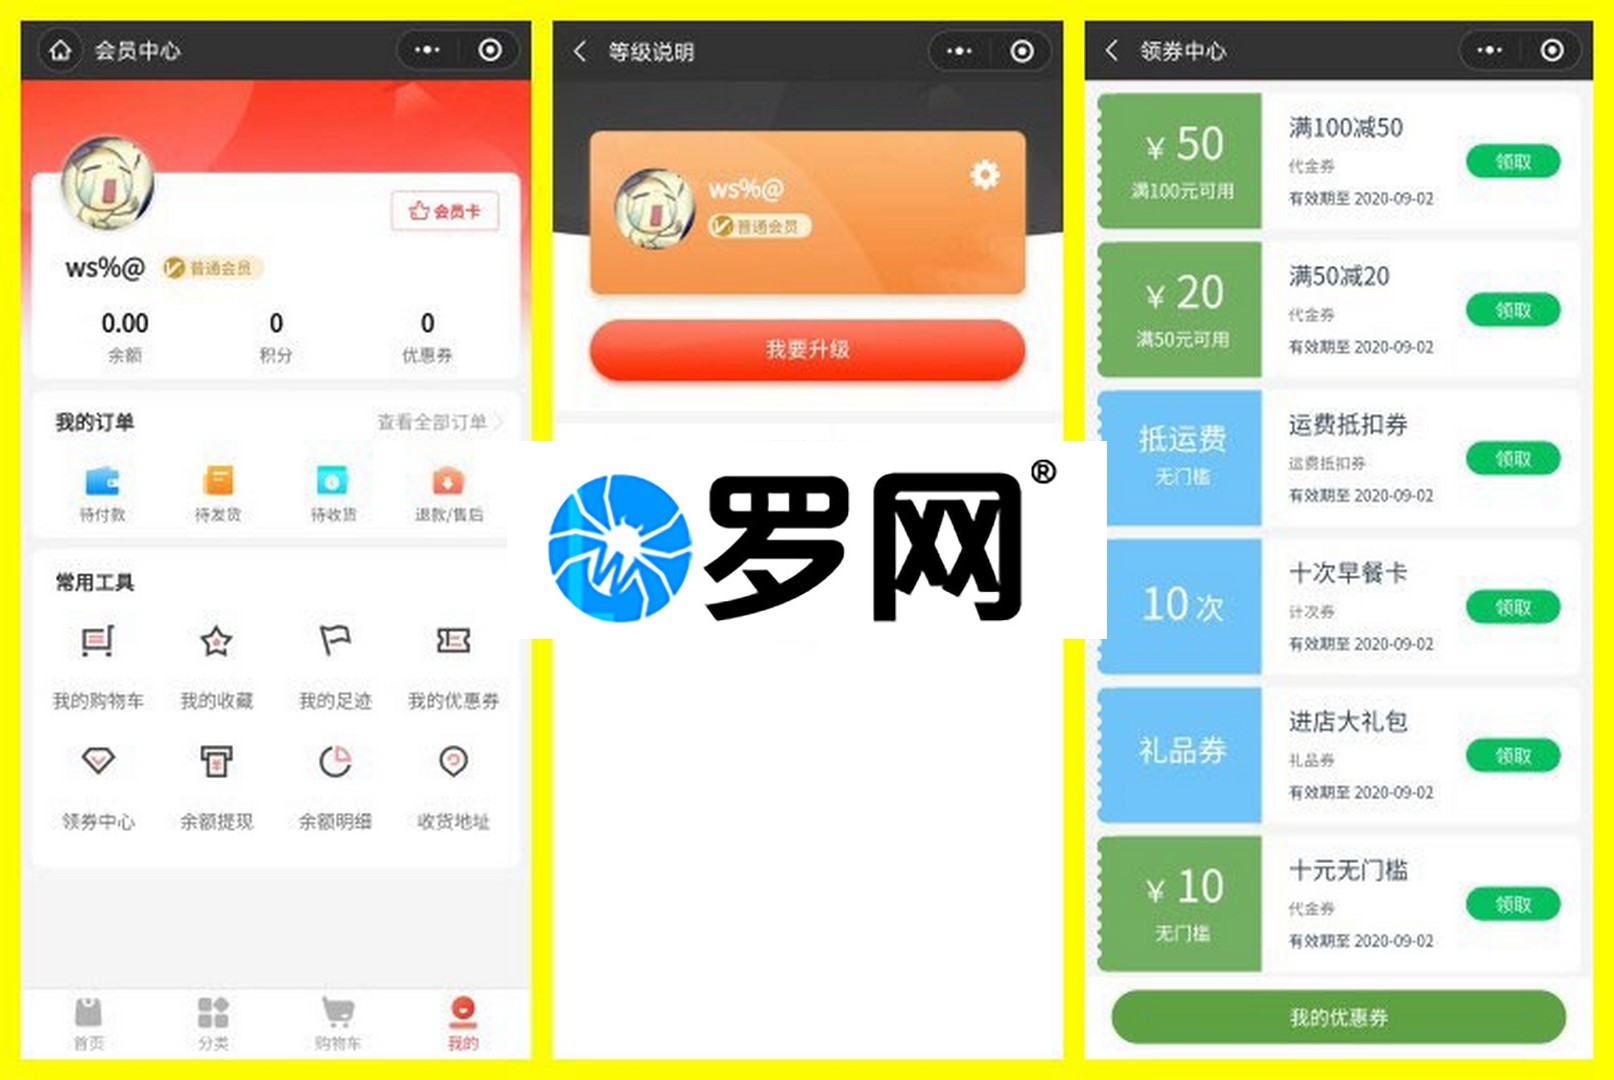 会员中心
会员卡
ws%@ 普通会员
0.00 0 0
余额 积分 优惠券
我的订单 查看全部订单
待付款 待发货 待收货 退款/售后
常用工具
我的购物车 我的收藏 我的足迹 我的优惠券
领券中心 余额提现 余额明细 收货地址
首页 分类 购物车 我的
等级说明
ws%@
普通会员
我要升级
罗网®
领券中心
¥ 50
满100元可用
满100减50
代金券
有效期至 2020-09-02
领取
¥ 20
满50元可用
满50减20
代金券
有效期至 2020-09-02
领取
抵运费
无门槛
运费抵扣券
运费抵扣券
有效期至 2020-09-02
领取
10 次
十次早餐卡
计次券
有效期至 2020-09-02
领取
礼品券
进店大礼包
礼品券
有效期至 2020-09-02
领取
¥ 10
无门槛
十元无门槛
代金券
有效期至 2020-09-02
领取
我的优惠券